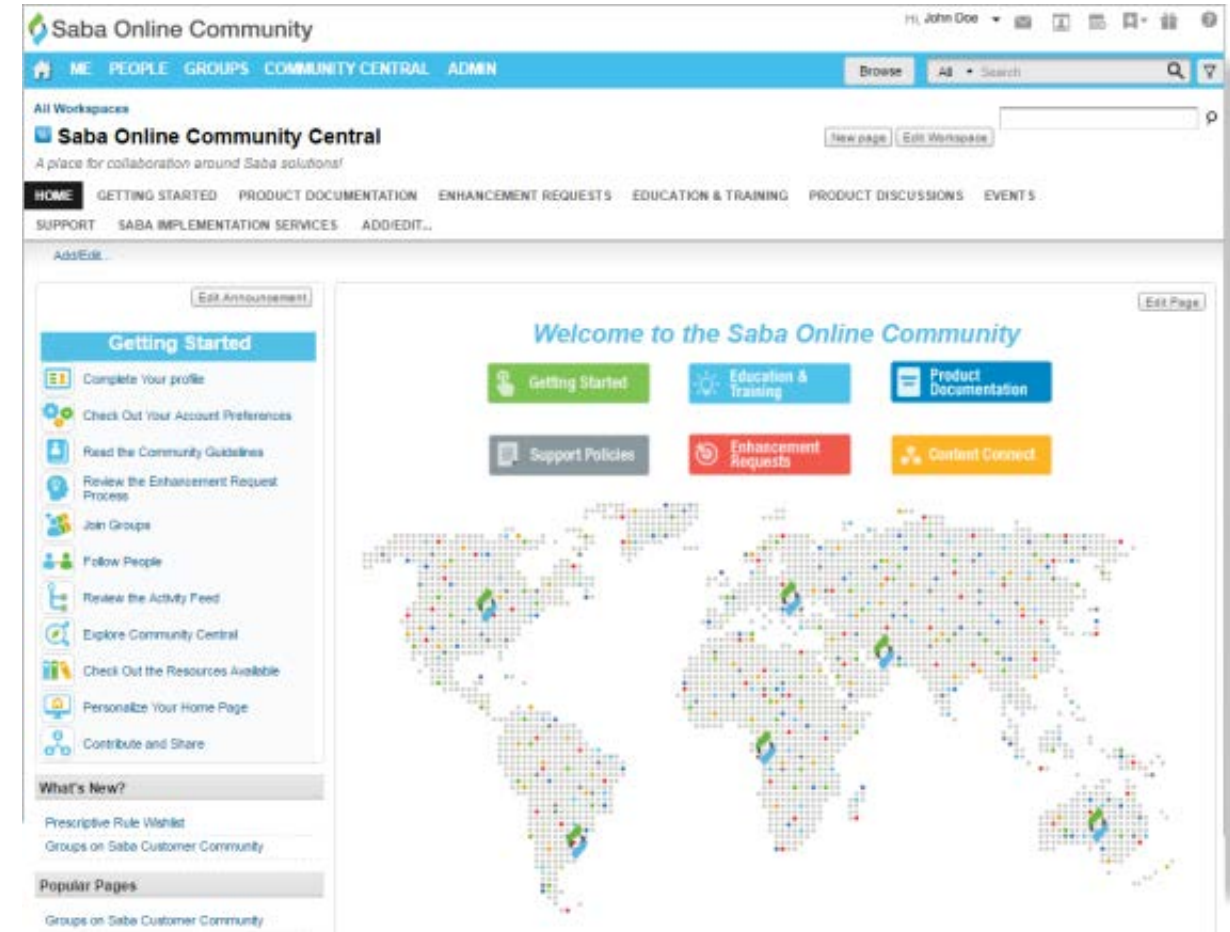 Saba Online Community
Hi, John Doe
ME PEOPLE GROUPS COMMUNITY CENTRAL ADMIN
Browse All Search
All Workspaces
Saba Online Community Central
New page Edit Workspace
A place for collaboration around Saba solutions!
HOME GETTING STARTED PRODUCT DOCUMENTATION ENHANCEMENT REQUESTS EDUCATION & TRAINING PRODUCT DISCUSSIONS EVENTS
SUPPORT SABA IMPLEMENTATION SERVICES ADD/EDIT...
Add/Edit...
Edit Announcement
Getting Started
Complete Your profile
Check Out Your Account Preferences
Read the Community Guidelines
Review the Enhancement Request
Process
Join Groups
Follow People
Review the Activity Feed
Explore Community Central
Check Out the Resources Available
Personalize Your Home Page
Contribute and Share
What's New?
Prescriptive Rule Wishlist
Groups on Saba Customer Community
Popular Pages
Groups on Saba Customer Community
Edit Page
Welcome to the Saba Online Community
Getting Started
Education &
Training
Product
Documentation
Support Policies
Enhancement
Requests
Content Connect